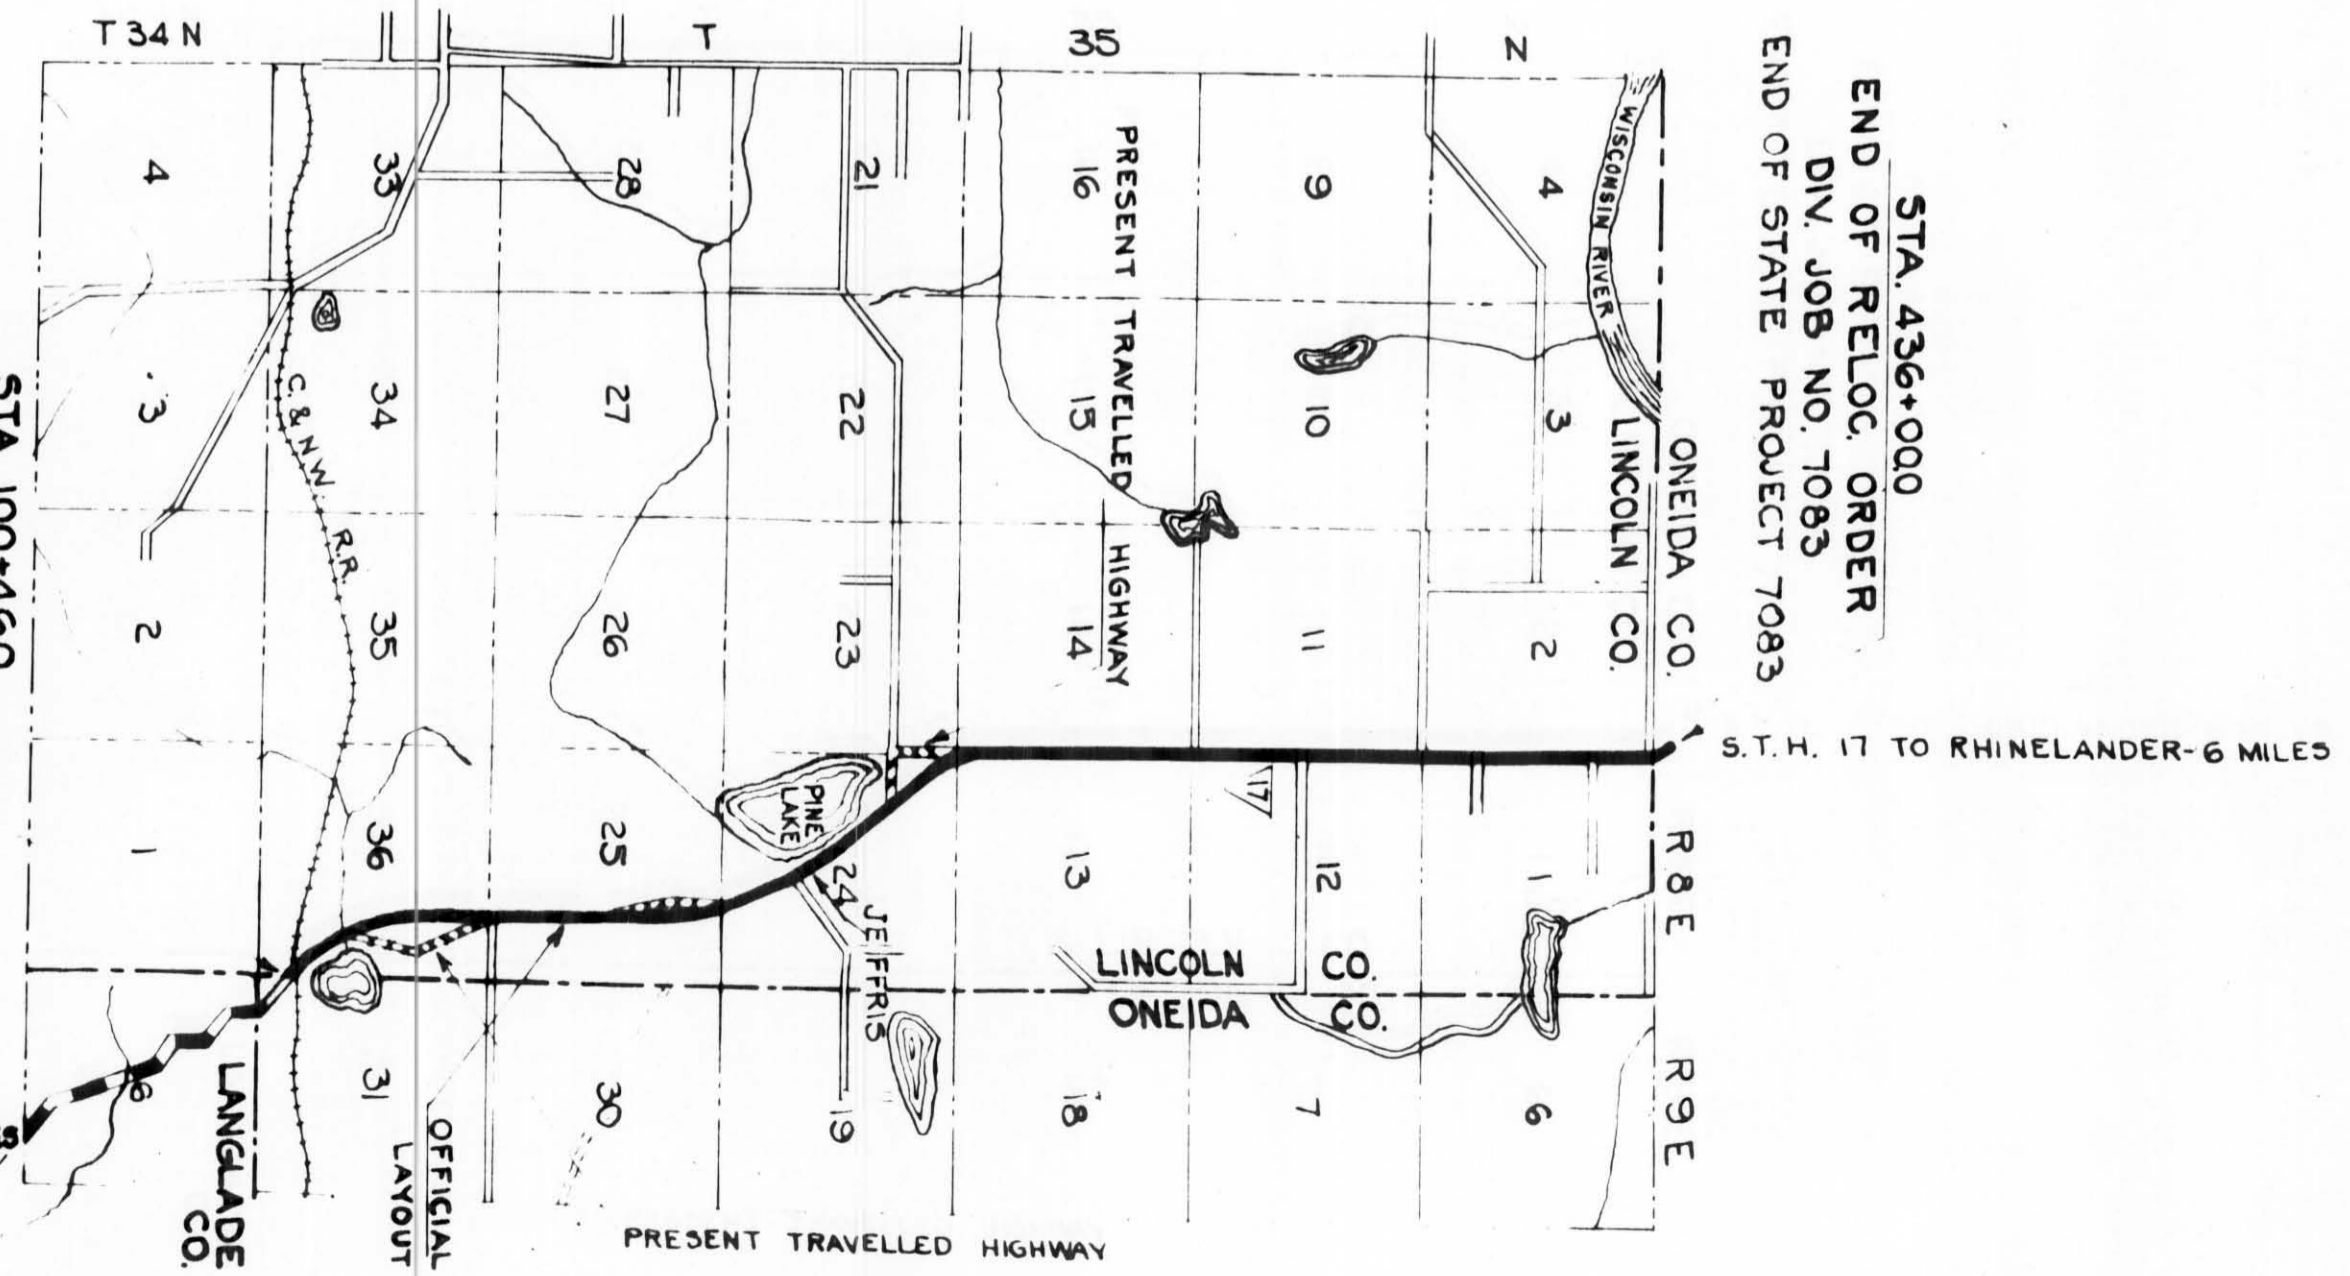 STA. 436+00.0
END OF RELOC. ORDER
DIV. JOB NO. 7083
END OF STATE PROJECT 7083
S.T.H. 17 TO RHINELANDER-6 MILES
ONEIDA CO.
LINCOLN CO.
R8E
R9E
WISCONSIN RIVER
T 34 N
T 35 N
4
3
2
1
6
9
10
11
12
7
PRESENT TRAVELLED HIGHWAY
16
15
14
13
18
17
LINCOLN CO.
ONEIDA CO.
21
22
23
24
19
PINE LAKE
JEFFRIS
28
27
26
25
30
33
34
35
36
31
C. & N.W. R.R.
4
3
2
1
6
OFFICIAL
LAYOUT
LANGLADE
CO.
PRESENT TRAVELLED HIGHWAY